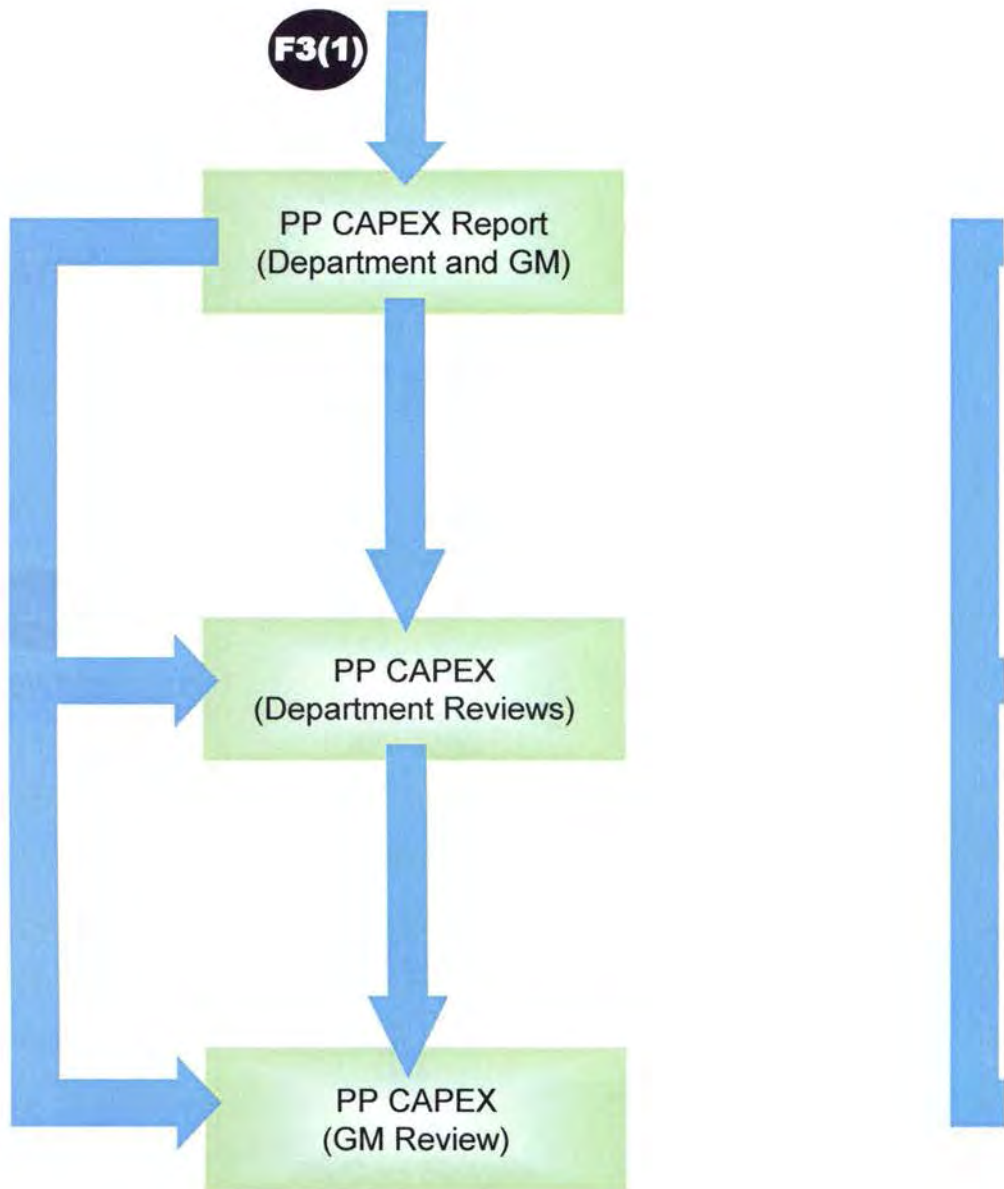 F3(1)
PP CAPEX Report
(Department and GM)
PP CAPEX
(Department Reviews)
PP CAPEX
(GM Review)